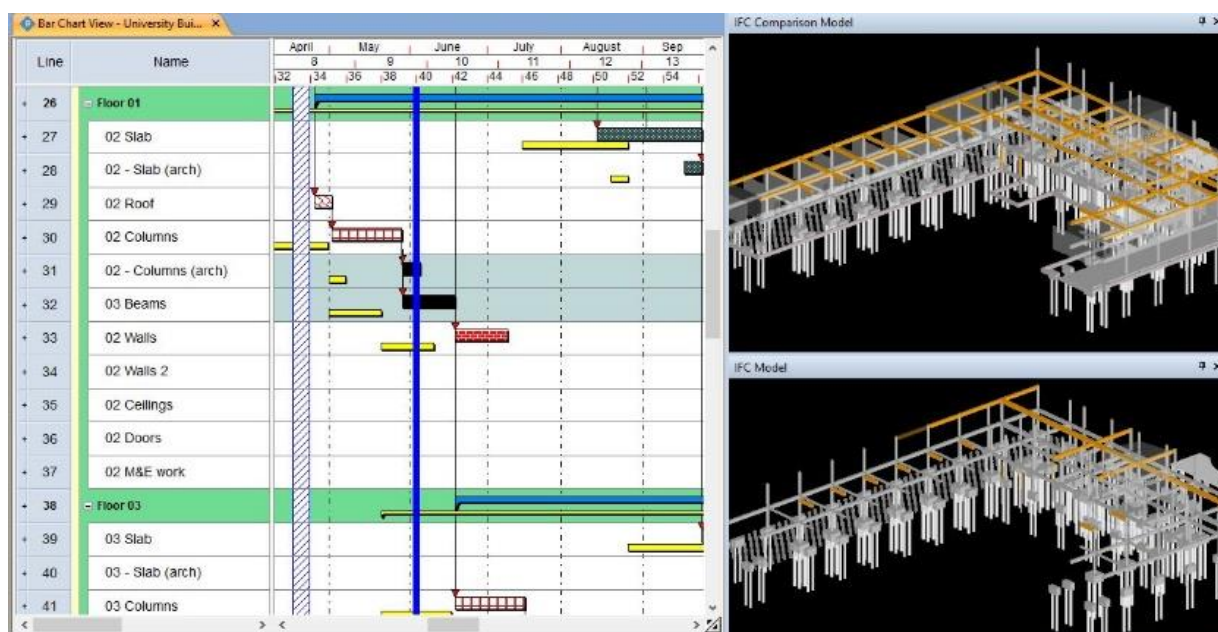 Bar Chart View - University Bui... ×
IFC Comparison Model
Line Name
April May June July August Sep
8 9 10 11 12 13
32 34 36 38 40 42 44 46 48 50 52 54
26 Floor 01
27 02 Slab
28 02 - Slab (arch)
29 02 Roof
30 02 Columns
31 02 - Columns (arch)
32 03 Beams
33 02 Walls
34 02 Walls 2
IFC Model
35 02 Ceilings
36 02 Doors
37 02 M&E work
38 Floor 03
39 03 Slab
40 03 - Slab (arch)
41 03 Columns